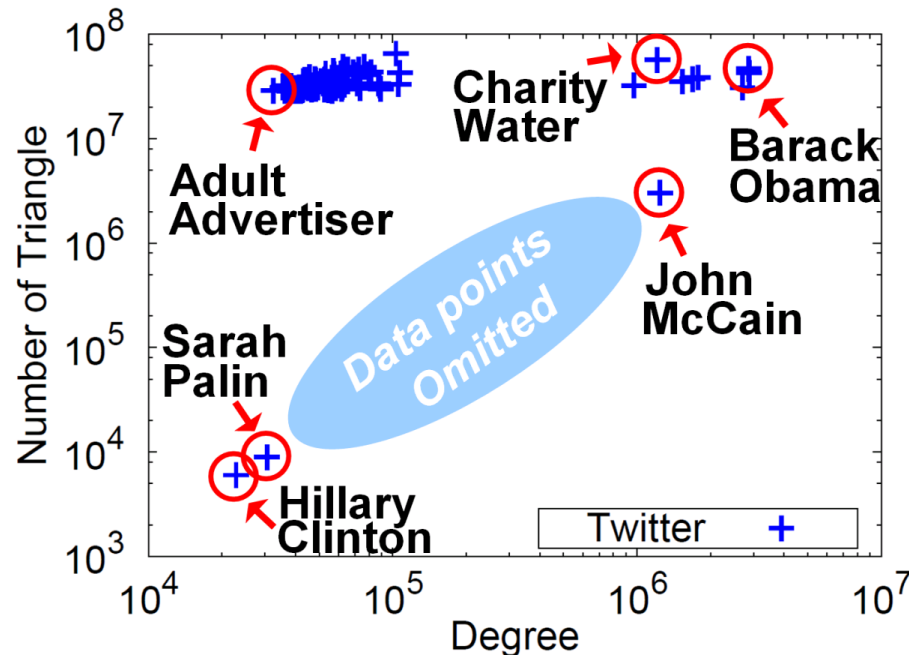 10^8
10^7
10^6
10^5
10^4
10^3
Number of Triangle
Charity
Water
Barack
Obama
Adult
Advertiser
John
McCain
Data points
Omitted
Sarah
Palin
Hillary
Clinton
Twitter
10^4
10^5
10^6
10^7
Degree